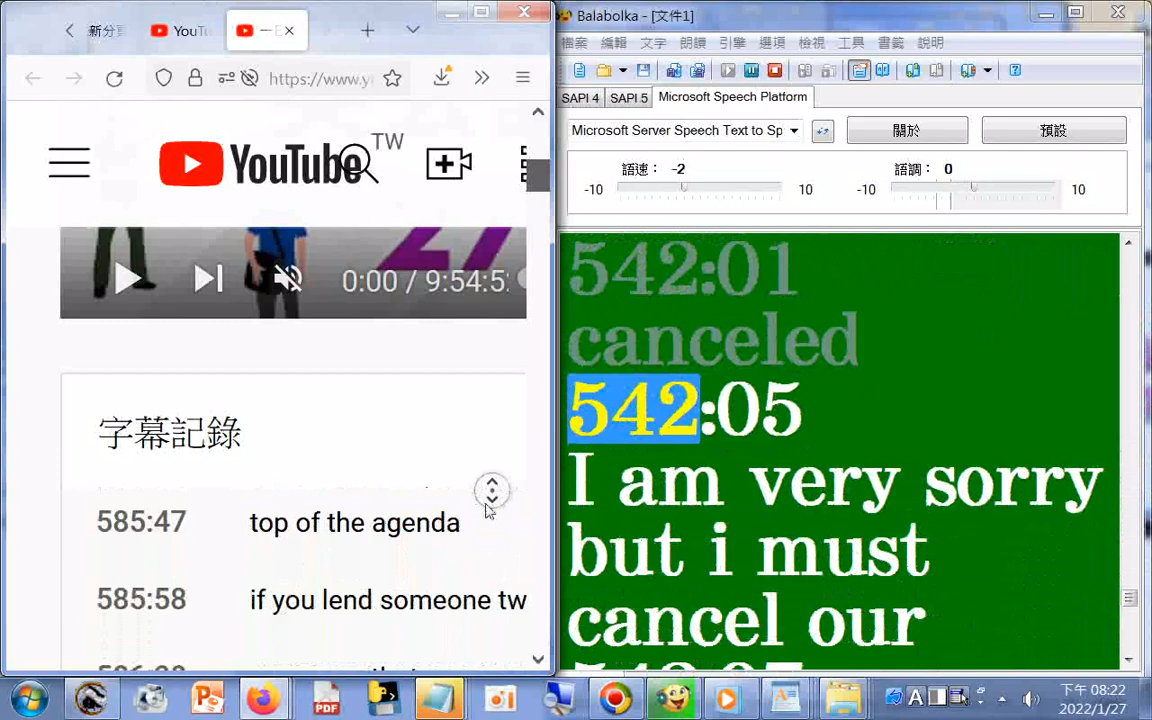 新分頁
YouTu
一 E
https://www.y
YouTube
TW
0:00 / 9:54:5
字幕記錄
585:47
top of the agenda
585:58
if you lend someone tw
Balabolka - [文件1]
檔案 編輯 文字 朗讀 引擎 選項 檢視 工具 書籤 說明
SAPI 4 SAPI 5 Microsoft Speech Platform
Microsoft Server Speech Text to Sp
關於
預設
語速： -2
語調： 0
-10 10 -10 10
542:01
canceled
542:05
I am very sorry
but i must
cancel our
542:07
PDF
A
下午 08:22
2022/1/27